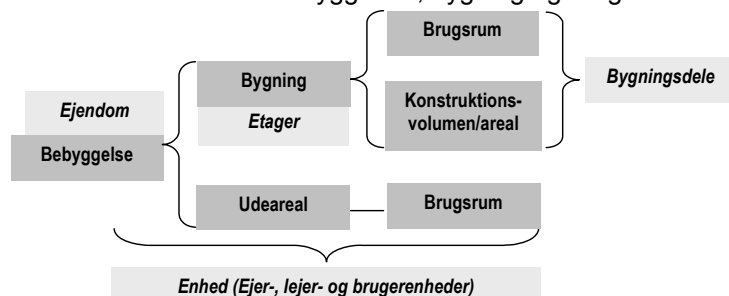 Brugsrum
Bygning
Bygningsdele
Konstruktions-
volumen/areal
Ejendom
Etager
Bebyggelse
Udeareal
Brugsrum
Enhed (Ejer-, lejer- og brugerenheder)